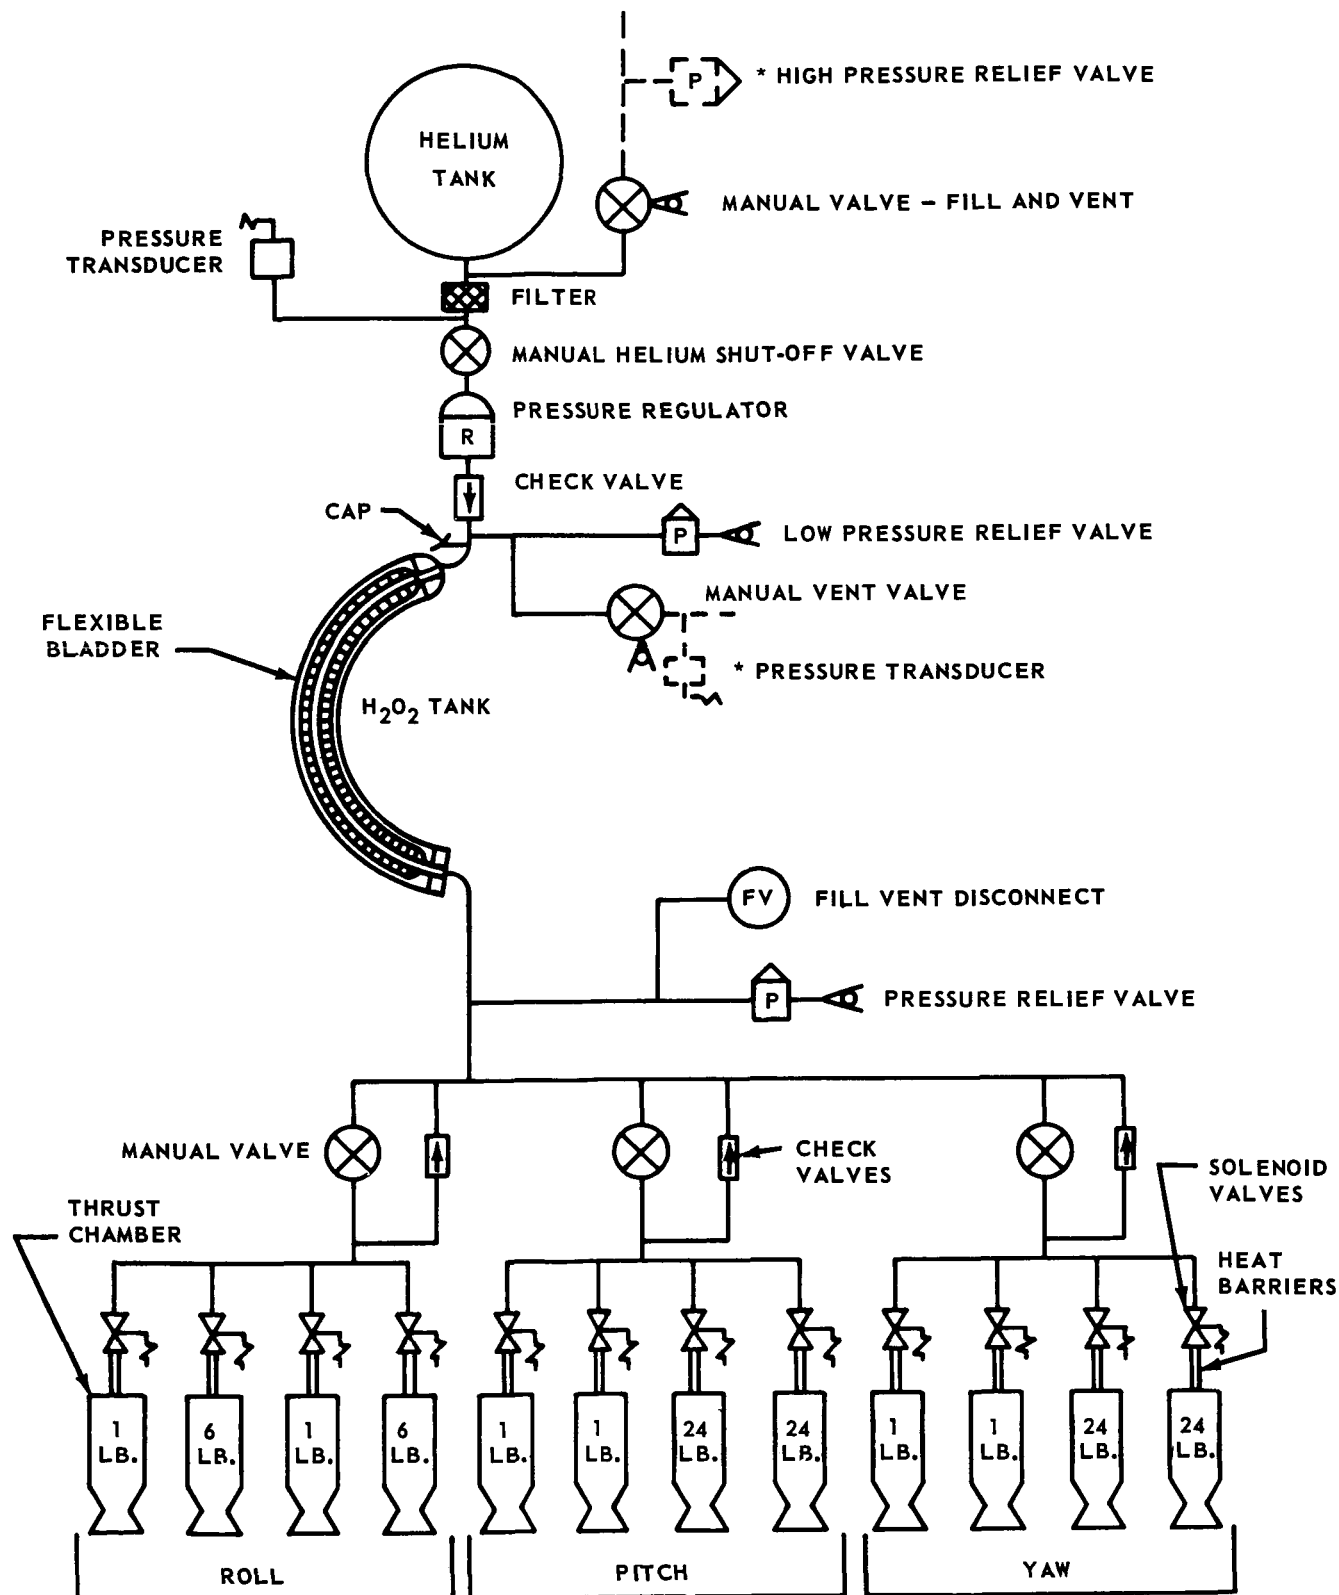 P
* HIGH PRESSURE RELIEF VALVE
HELIUM
TANK
MANUAL VALVE – FILL AND VENT
PRESSURE
TRANSDUCER
FILTER
MANUAL HELIUM SHUT-OFF VALVE
PRESSURE REGULATOR
R
CHECK VALVE
CAP
P
LOW PRESSURE RELIEF VALVE
MANUAL VENT VALVE
FLEXIBLE
BLADDER
* PRESSURE TRANSDUCER
H2O2 TANK
FV
FILL VENT DISCONNECT
P
PRESSURE RELIEF VALVE
MANUAL VALVE
CHECK
VALVES
SOLENOID
VALVES
THRUST
CHAMBER
HEAT
BARRIERS
1
LB.
6
LB.
1
LB.
6
LB.
1
LB.
1
LB.
24
LB.
24
LB.
1
LB.
1
LB.
24
LB.
24
LB.
ROLL
PITCH
YAW